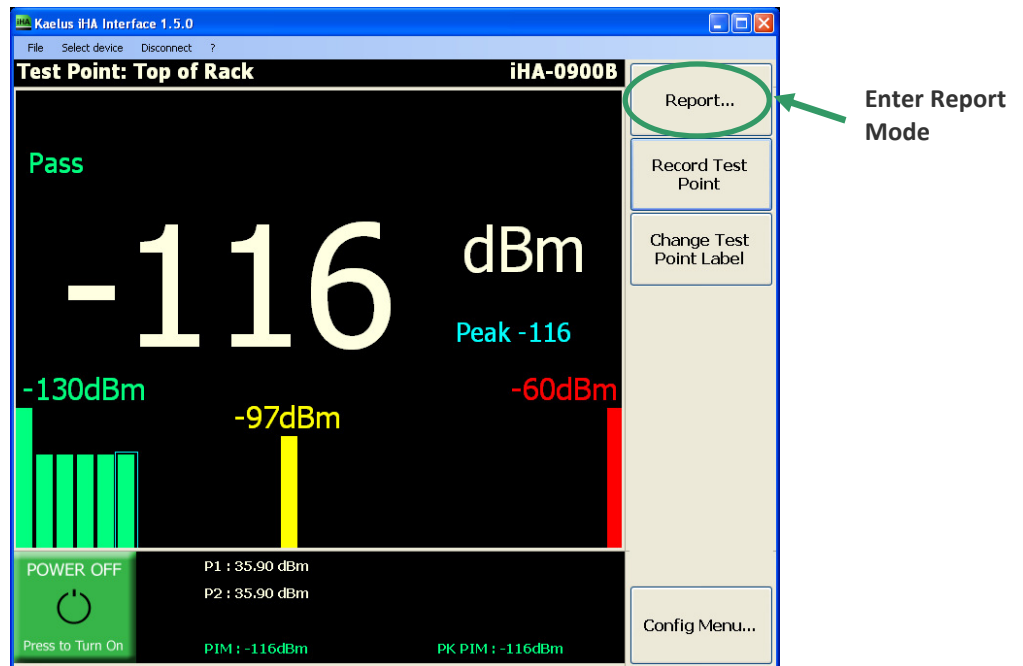 iHA Kaelus iHA Interface 1.5.0
File Select device Disconnect ?
Test Point: Top of Rack iHA-0900B
Report...
Enter Report
Mode
Pass
Record Test
Point
-116 dBm
Change Test
Point Label
Peak -116
-130dBm
-97dBm
-60dBm
POWER OFF
Press to Turn On
P1 : 35.90 dBm
P2 : 35.90 dBm
PIM : -116dBm PK PIM : -116dBm
Config Menu...